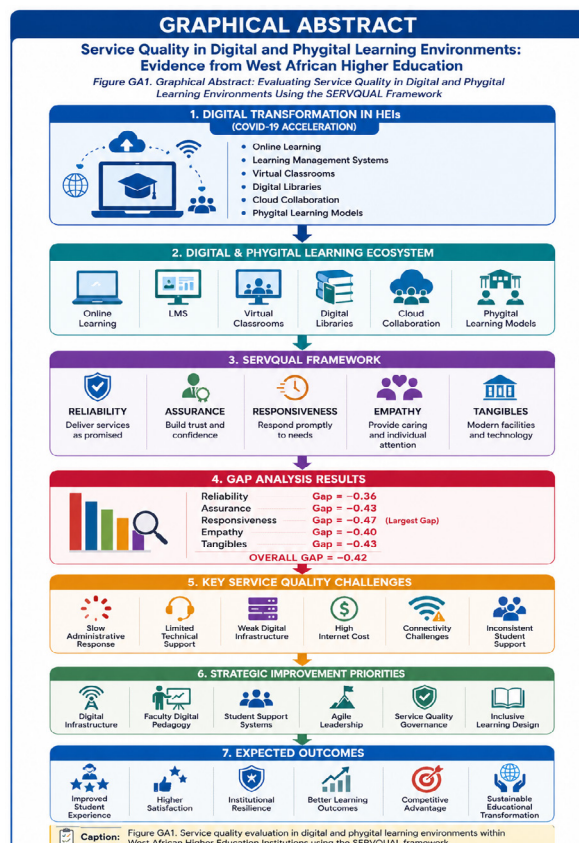 GRAPHICAL ABSTRACT
Service Quality in Digital and Phygital Learning Environments:
Evidence from West African Higher Education
Figure GA1. Graphical Abstract: Evaluating Service Quality in Digital and Phygital
Learning Environments Using the SERVQUAL Framework
1. DIGITAL TRANSFORMATION IN HEIs
(COVID-19 ACCELERATION)
• Online Learning
• Learning Management Systems
• Virtual Classrooms
• Digital Libraries
• Cloud Collaboration
• Phygital Learning Models
2. DIGITAL & PHYGITAL LEARNING ECOSYSTEM
Online
Learning
LMS
Virtual
Classrooms
Digital
Libraries
Cloud
Collaboration
Phygital
Learning Models
3. SERVQUAL FRAMEWORK
RELIABILITY
Deliver services
as promised
ASSURANCE
Build trust and
confidence
RESPONSIVENESS
Respond promptly
to needs
EMPATHY
Provide caring
and individual
attention
TANGIBLES
Modern facilities
and technology
4. GAP ANALYSIS RESULTS
Reliability Gap = −0.36
Assurance Gap = −0.43
Responsiveness Gap = −0.47 (Largest Gap)
Empathy Gap = −0.40
Tangibles Gap = −0.43
OVERALL GAP = −0.42
5. KEY SERVICE QUALITY CHALLENGES
Slow
Administrative
Response
Limited
Technical
Support
Weak Digital
Infrastructure
High
Internet Cost
Connectivity
Challenges
Inconsistent
Student
Support
6. STRATEGIC IMPROVEMENT PRIORITIES
Digital
Infrastructure
Faculty Digital
Pedagogy
Student Support
Systems
Agile
Leadership
Service Quality
Governance
Inclusive
Learning Design
7. EXPECTED OUTCOMES
Improved
Student
Experience
Higher
Satisfaction
Institutional
Resilience
Better Learning
Outcomes
Competitive
Advantage
Sustainable
Educational
Transformation
Caption: Figure GA1. Service quality evaluation in digital and phygital learning environments within
West African Higher Education Institutions using the SERVQUAL framework